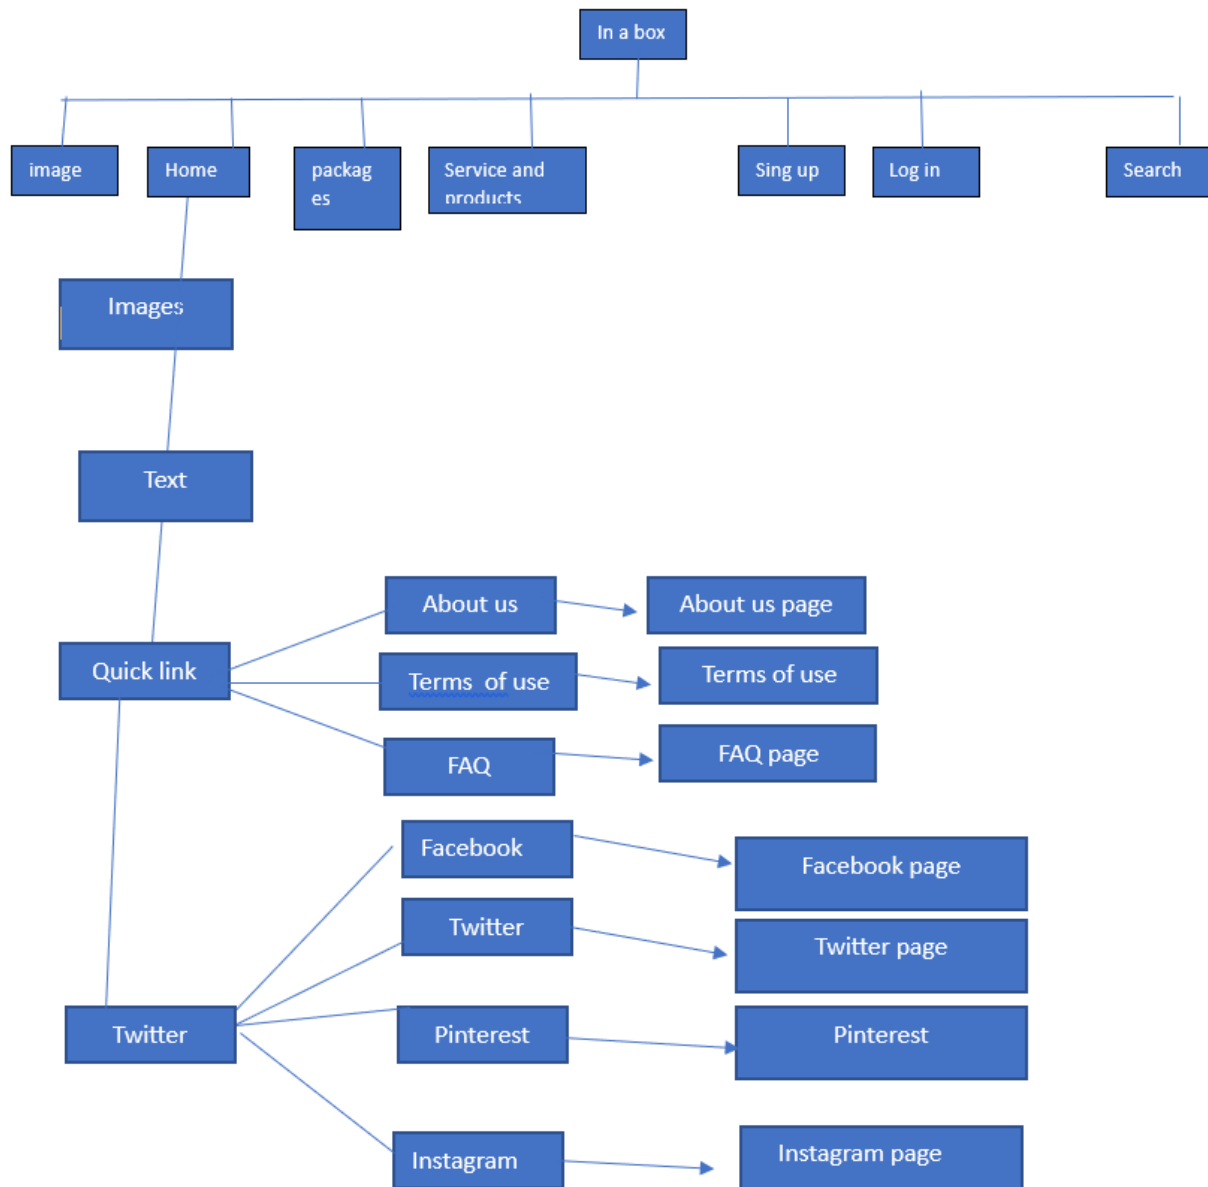 In a box
image
Home
packag
es
Service and
products
Sing up
Log in
Search
Images
Text
Quick link
About us
About us page
Terms of use
Terms of use
FAQ
FAQ page
Facebook
Facebook page
Twitter
Twitter page
Twitter
Pinterest
Pinterest
Instagram
Instagram page